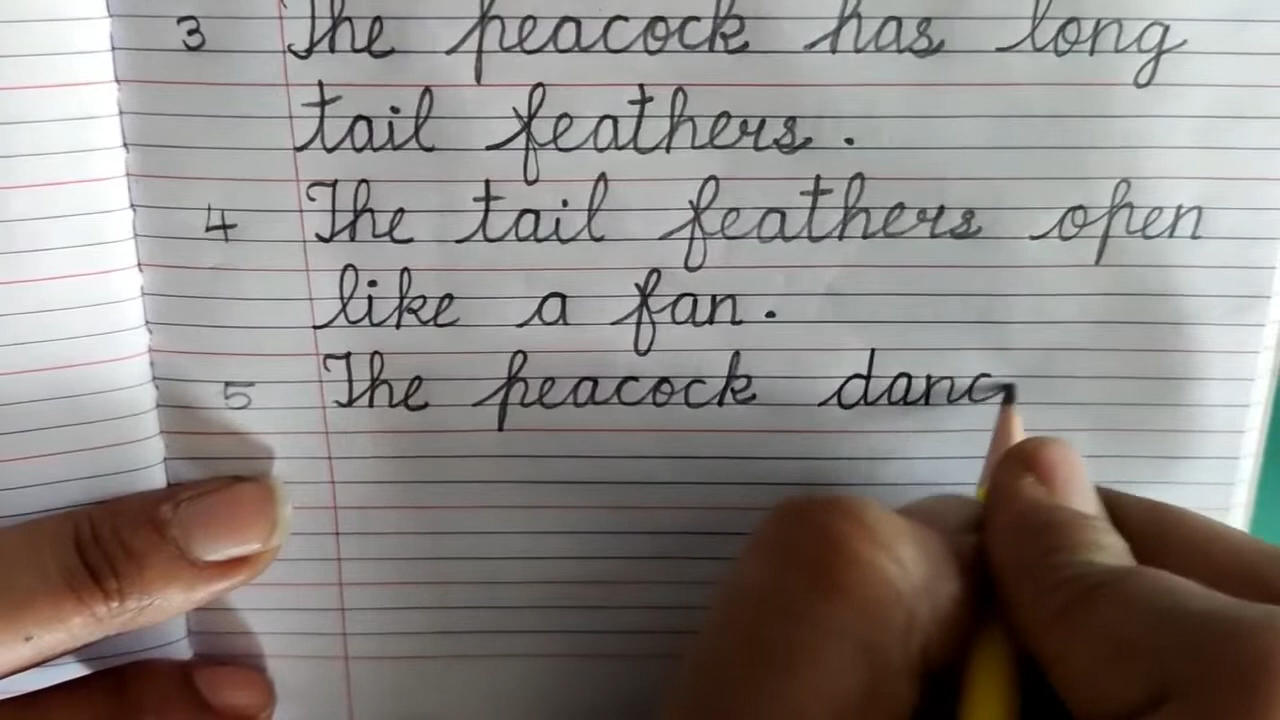 3 The peacock has long
tail feathers.
4 The tail feathers open
like a fan.
5 The peacock danc